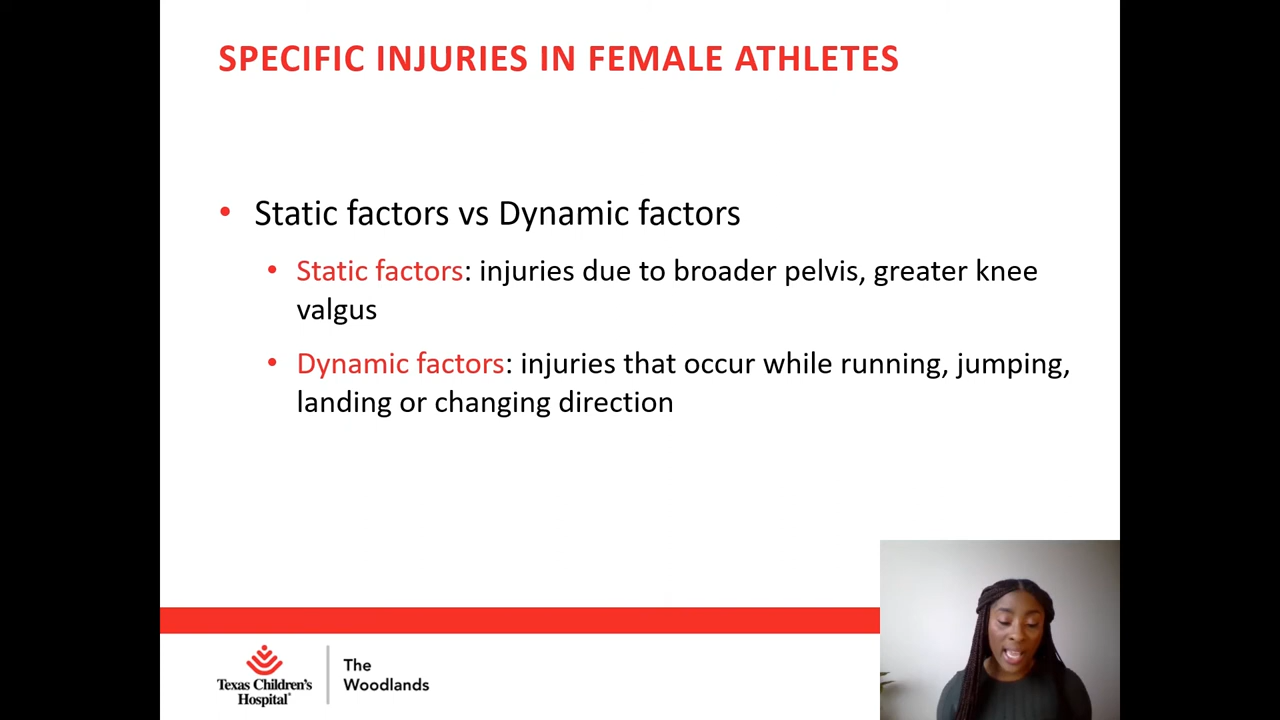 SPECIFIC INJURIES IN FEMALE ATHLETES
• Static factors vs Dynamic factors
• Static factors: injuries due to broader pelvis, greater knee
valgus
• Dynamic factors: injuries that occur while running, jumping,
landing or changing direction
Texas Children's
Hospital®
The
Woodlands